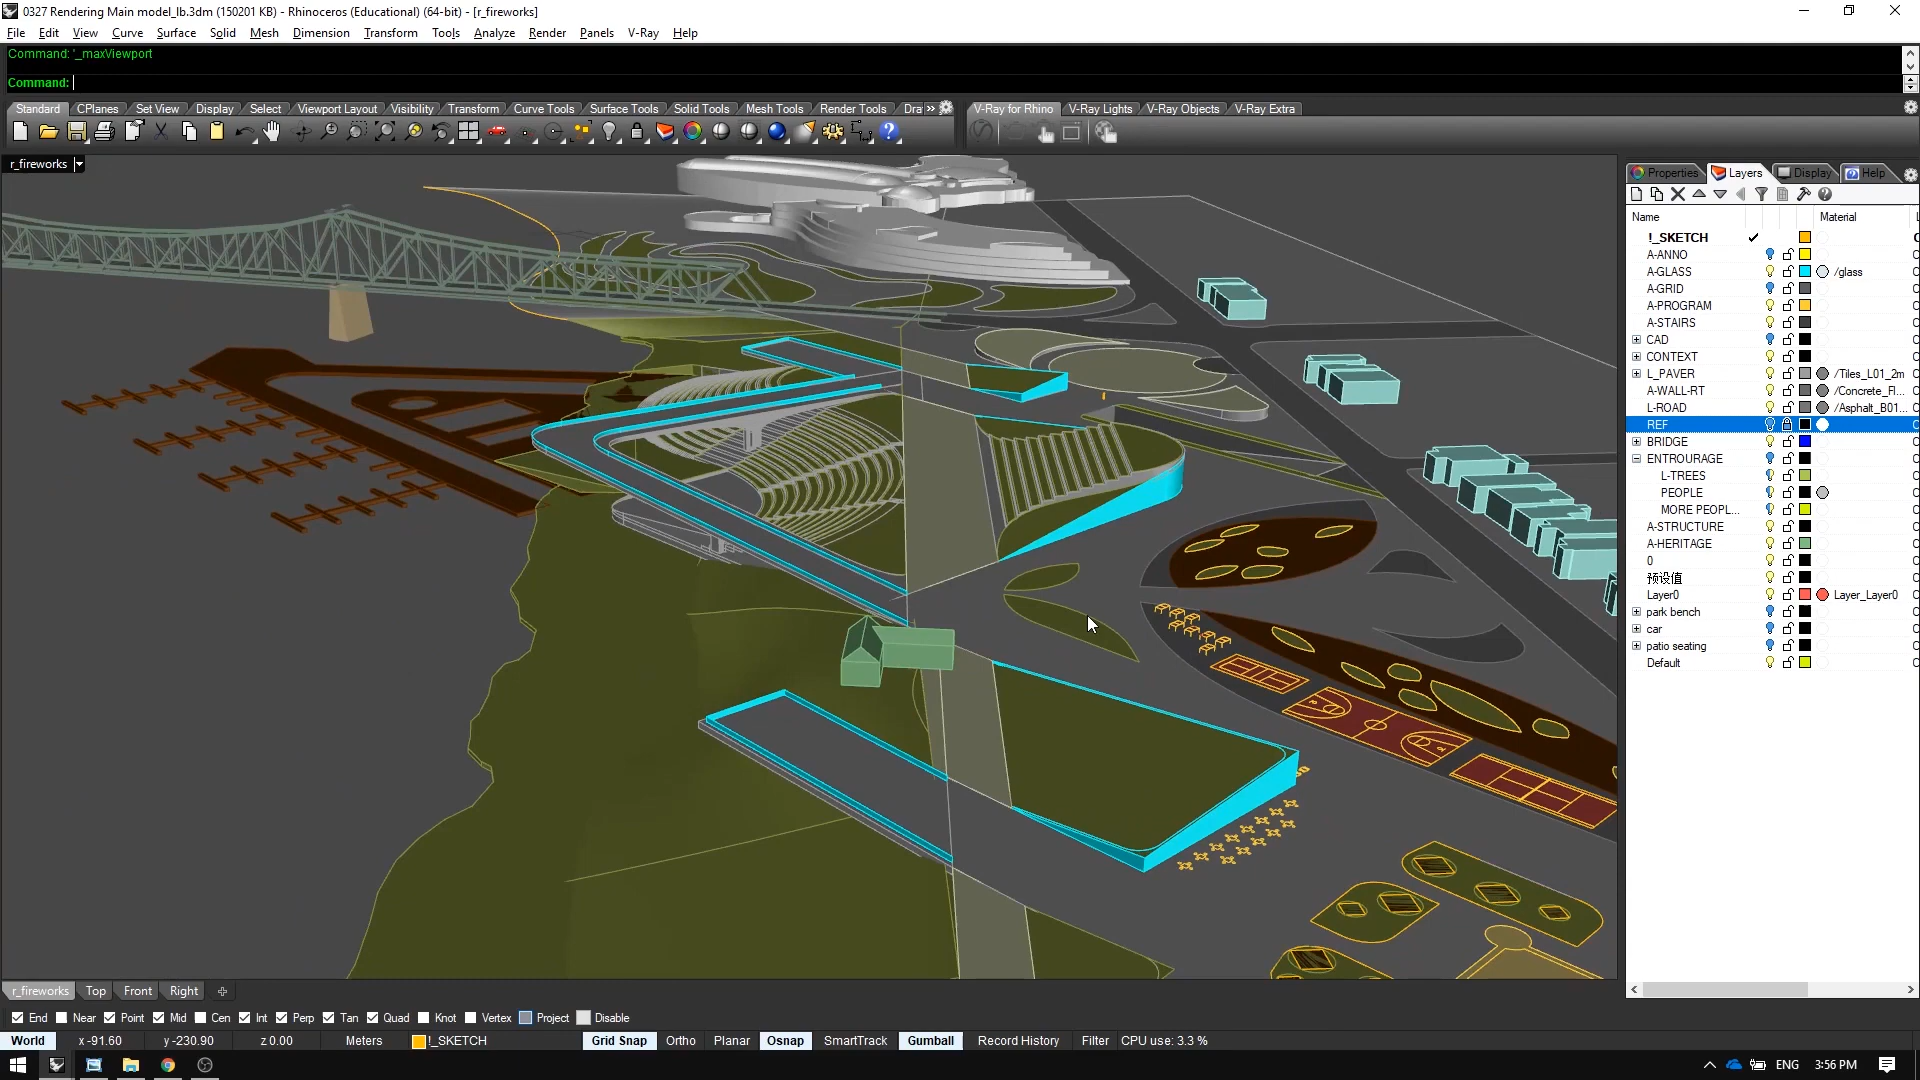 0327 Rendering Main model_lb.3dm (150201 KB) - Rhinoceros (Educational) (64-bit) - [r_fireworks]
File Edit View Curve Surface Solid Mesh Dimension Transform Tools Analyze Render Panels V-Ray Help
Command: '_maxViewport
Command:
Standard CPlanes Set View Display Select Viewport Layout Visibility Transform Curve Tools Surface Tools Solid Tools Mesh Tools Render Tools Dra »
V-Ray for Rhino V-Ray Lights V-Ray Objects V-Ray Extra
r_fireworks
Properties Layers Display Help
Name Material
!_SKETCH
A-ANNO
A-GLASS /glass
A-GRID
A-PROGRAM
A-STAIRS
CAD
CONTEXT
L_PAVER /Tiles_L01_2m
A-WALL-RT /Concrete_Fl...
L-ROAD /Asphalt_B01...
REF
BRIDGE
ENTOURAGE
L-TREES
PEOPLE
MORE PEOPL...
A-STRUCTURE
A-HERITAGE
0
预设值
Layer0 Layer_Layer0
park bench
car
patio seating
Default
r_fireworks Top Front Right
End Near Point Mid Cen Int Perp Tan Quad Knot Vertex Project Disable
World x -91.60 y -230.90 z 0.00 Meters !_SKETCH Grid Snap Ortho Planar Osnap SmartTrack Gumball Record History Filter CPU use: 3.3 %
ENG 3:56 PM